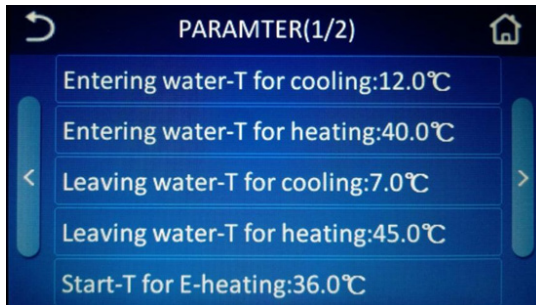 PARAMTER(1/2)
Entering water-T for cooling:12.0℃
Entering water-T for heating:40.0℃
Leaving water-T for cooling:7.0℃
Leaving water-T for heating:45.0℃
Start-T for E-heating:36.0℃